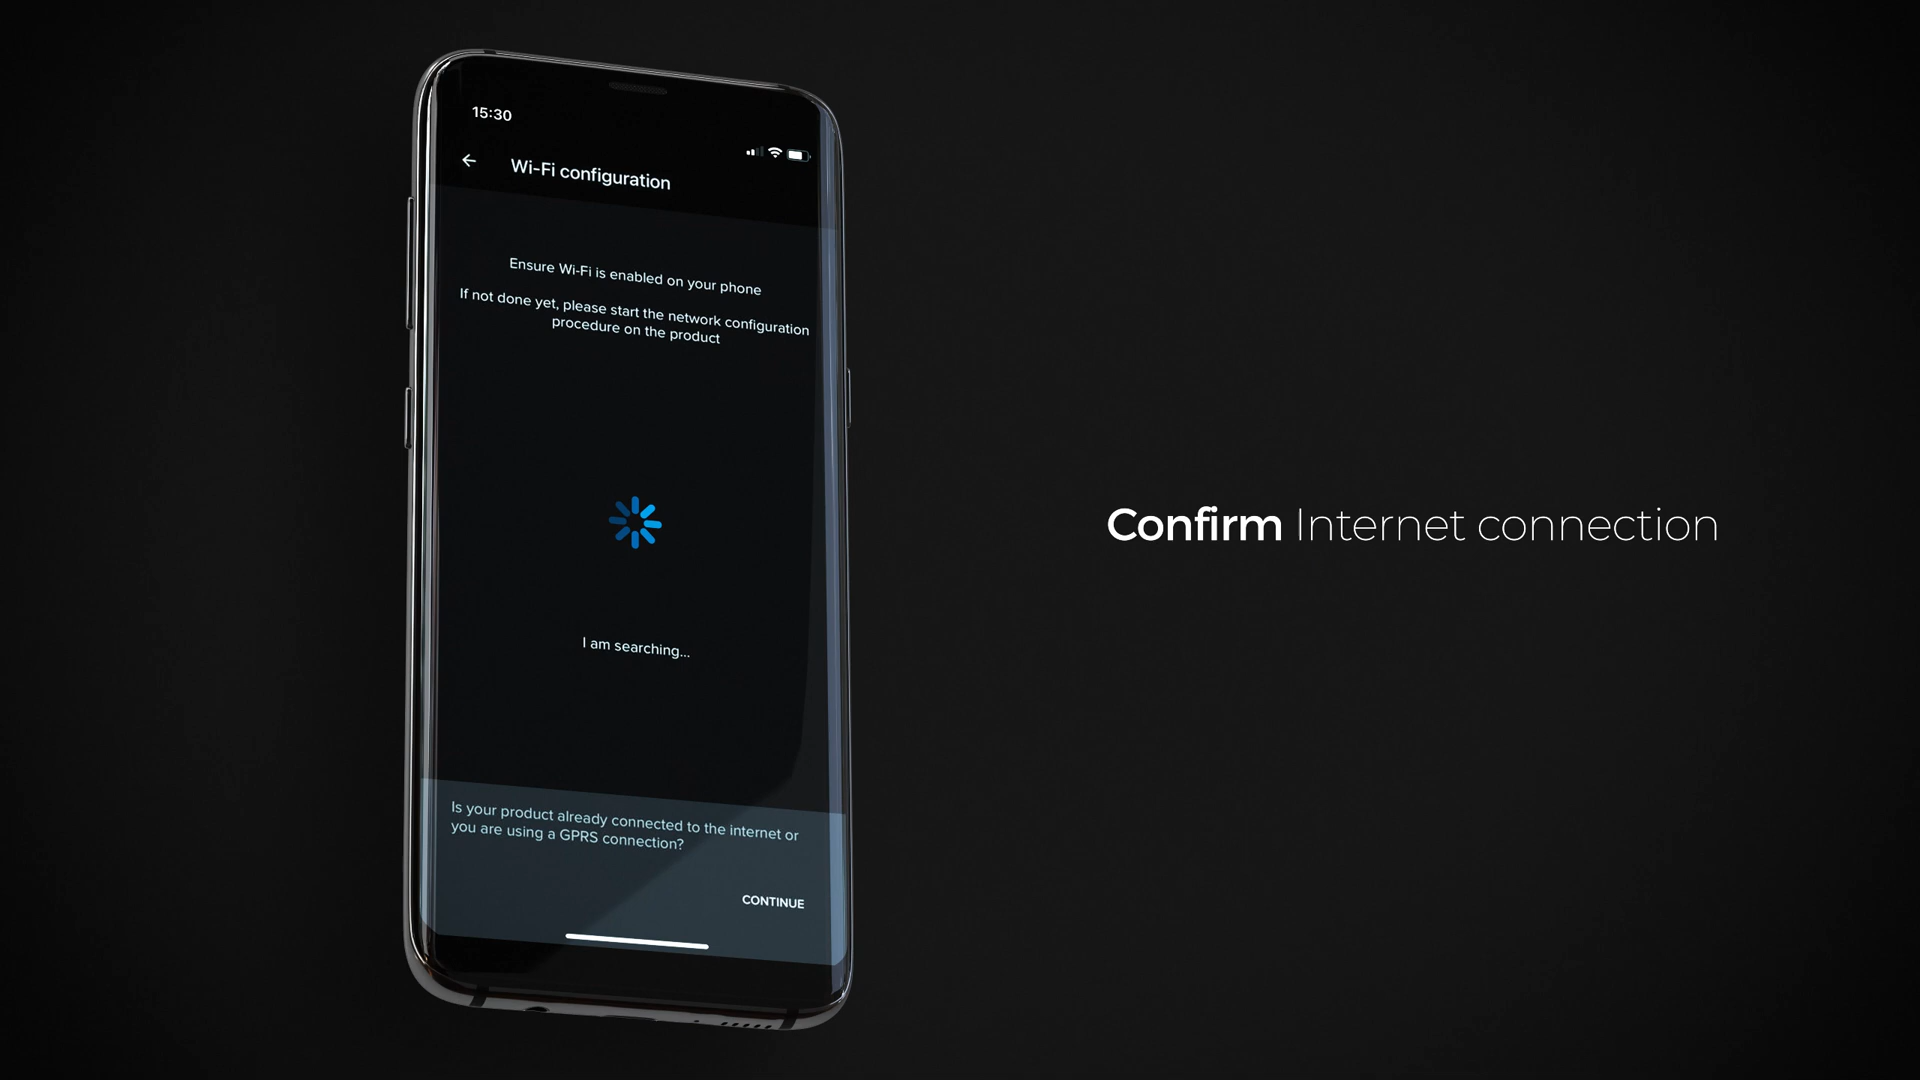 15:30
Wi-Fi configuration
Ensure Wi-Fi is enabled on your phone
If not done yet, please start the network configuration
procedure on the product
I am searching...
Is your product already connected to the internet or
you are using a GPRS connection?
CONTINUE
Confirm Internet connection